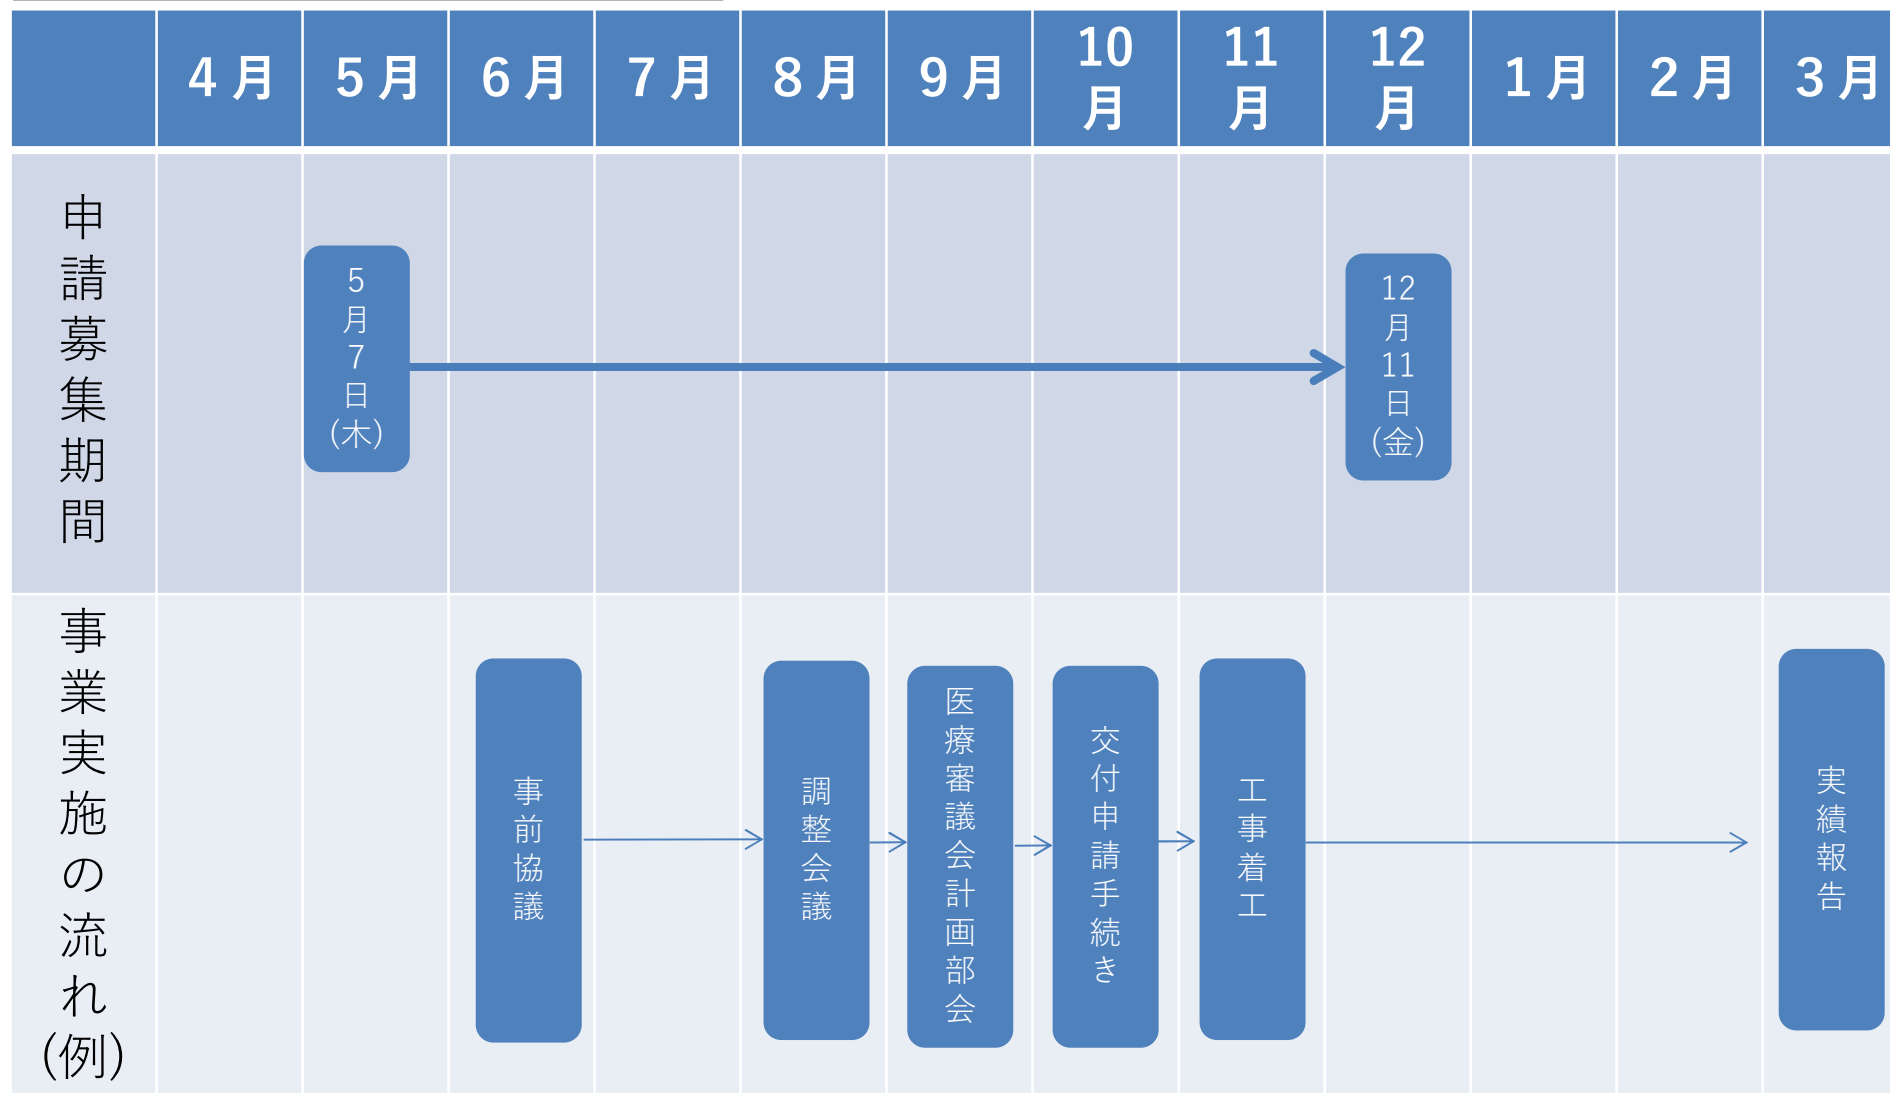 4月
5月
6月
7月
8月
9月
10月
11月
12月
1月
2月
3月
申請募集期間
5月7日(木)
12月11日(金)
事業実施の流れ(例)
事前協議
調整会議
医療審議会計画部会
交付申請手続き
工事着工
実績報告